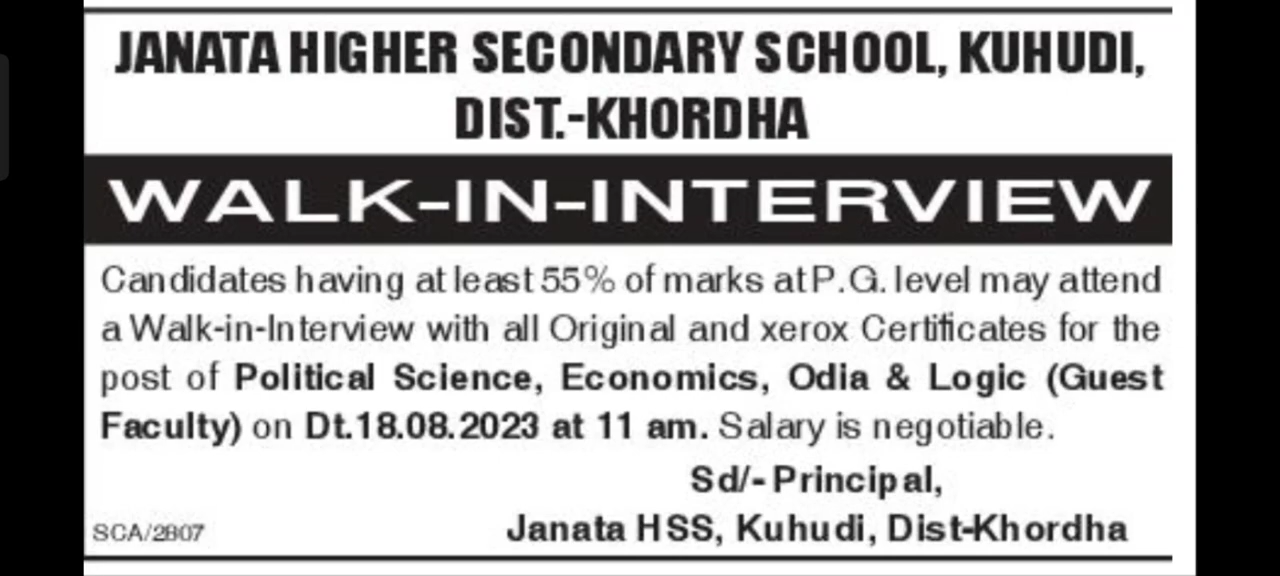 JANATA HIGHER SECONDARY SCHOOL, KUHUDI,
DIST.-KHORDHA
WALK-IN-INTERVIEW
Candidates having at least 55% of marks at P.G. level may attend
a Walk-in-Interview with all Original and xerox Certificates for the
post of Political Science, Economics, Odia & Logic (Guest
Faculty) on Dt.18.08.2023 at 11 am. Salary is negotiable.
Sd/- Principal,
SCA/2807 Janata HSS, Kuhudi, Dist-Khordha